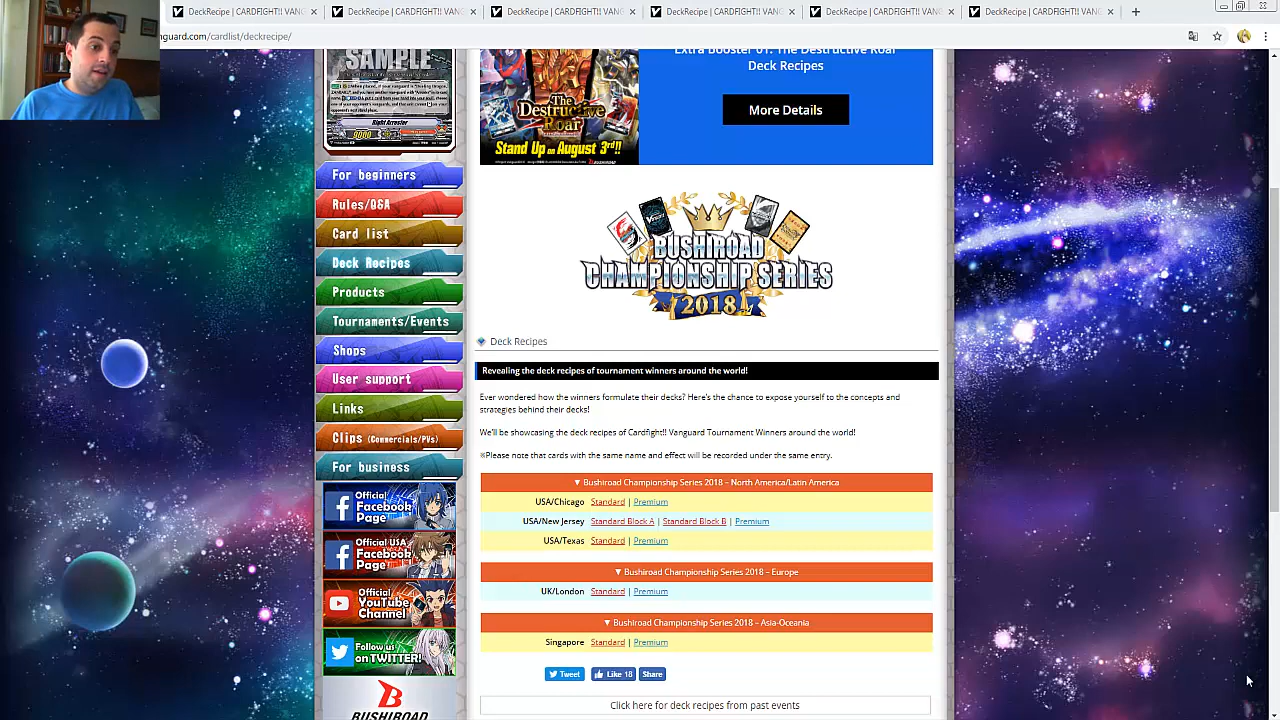 DeckRecipe | CARDFIGHT!! VANG
DeckRecipe | CARDFIGHT!! VANG
DeckRecipe | CARDFIGHT!! VANG
DeckRecipe | CARDFIGHT!! VANG
DeckRecipe | CARDFIGHT!! VANG
DeckRecipe | CARDFIGHT!! VANG
nguard.com/cardlist/deckrecipe/
SAMPLE
For beginners
Rules/Q&A
Card list
Deck Recipes
Products
Tournaments/Events
Shops
User support
Links
Clips (Commercials/PVs)
For business
Official
Facebook
Page
Official USA
Facebook
Page
Official
YouTube
Channel
Follow us
on TWITTER!
BUSHIROAD
The
Destructive
Roar
Stand Up on August 3rd!!
BUSHIROAD
Extra Booster 01: The Destructive Roar
Deck Recipes
More Details
BUSHIROAD
CHAMPIONSHIP SERIES
2018
Deck Recipes
Revealing the deck recipes of tournament winners around the world!
Ever wondered how the winners formulate their decks? Here's the chance to expose yourself to the concepts and
strategies behind their decks!
We'll be showcasing the deck recipes of Cardfight!! Vanguard Tournament Winners around the world!
※Please note that cards with the same name and effect will be recorded under the same entry.
▼ Bushiroad Championship Series 2018 – North America/Latin America
USA/Chicago Standard | Premium
USA/New Jersey Standard Block A | Standard Block B | Premium
USA/Texas Standard | Premium
▼ Bushiroad Championship Series 2018 – Europe
UK/London Standard | Premium
▼ Bushiroad Championship Series 2018 – Asia-Oceania
Singapore Standard | Premium
Tweet Like 18 Share
Click here for deck recipes from past events